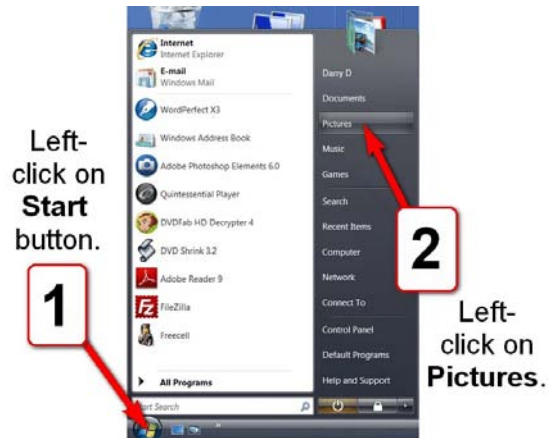 Internet
Internet Explorer
E-mail
Windows Mail
WordPerfect X3
Windows Address Book
Adobe Photoshop Elements 6.0
Quintessential Player
DVDFab HD Decrypter 4
DVD Shrink 3.2
Adobe Reader 9
FileZilla
Freecell
All Programs
Start Search
Darry D
Documents
Pictures
Music
Games
Search
Recent Items
Computer
Network
Connect To
Control Panel
Default Programs
Help and Support
Left-
click on
Start
button.
1
2
Left-
click on
Pictures.